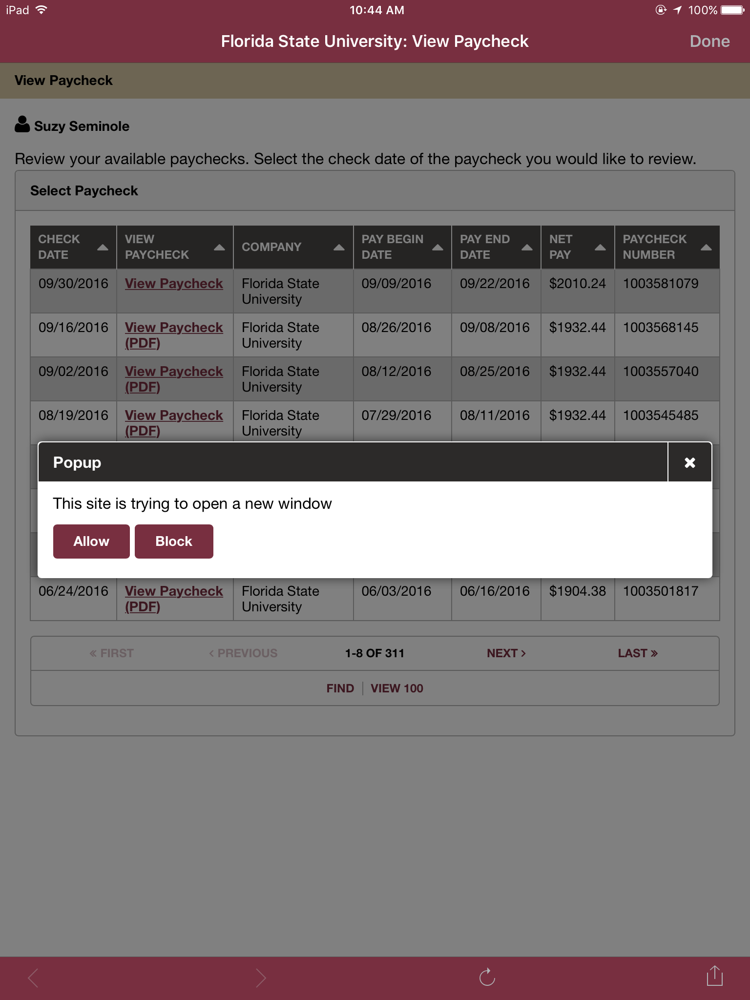 iPad 10:44 AM 100%
Florida State University: View Paycheck Done
View Paycheck
Suzy Seminole
Review your available paychecks. Select the check date of the paycheck you would like to review.
Select Paycheck
CHECK DATE VIEW PAYCHECK COMPANY PAY BEGIN DATE PAY END DATE NET PAY PAYCHECK NUMBER
09/30/2016 View Paycheck Florida State University 09/09/2016 09/22/2016 $2010.24 1003581079
09/16/2016 View Paycheck (PDF) Florida State University 08/26/2016 09/08/2016 $1932.44 1003568145
09/02/2016 View Paycheck (PDF) Florida State University 08/12/2016 08/25/2016 $1932.44 1003557040
08/19/2016 View Paycheck (PDF) Florida State University 07/29/2016 08/11/2016 $1932.44 1003545485
Popup
This site is trying to open a new window
Allow Block
06/24/2016 View Paycheck (PDF) Florida State University 06/03/2016 06/16/2016 $1904.38 1003501817
« FIRST ‹ PREVIOUS 1-8 OF 311 NEXT › LAST »
FIND | VIEW 100